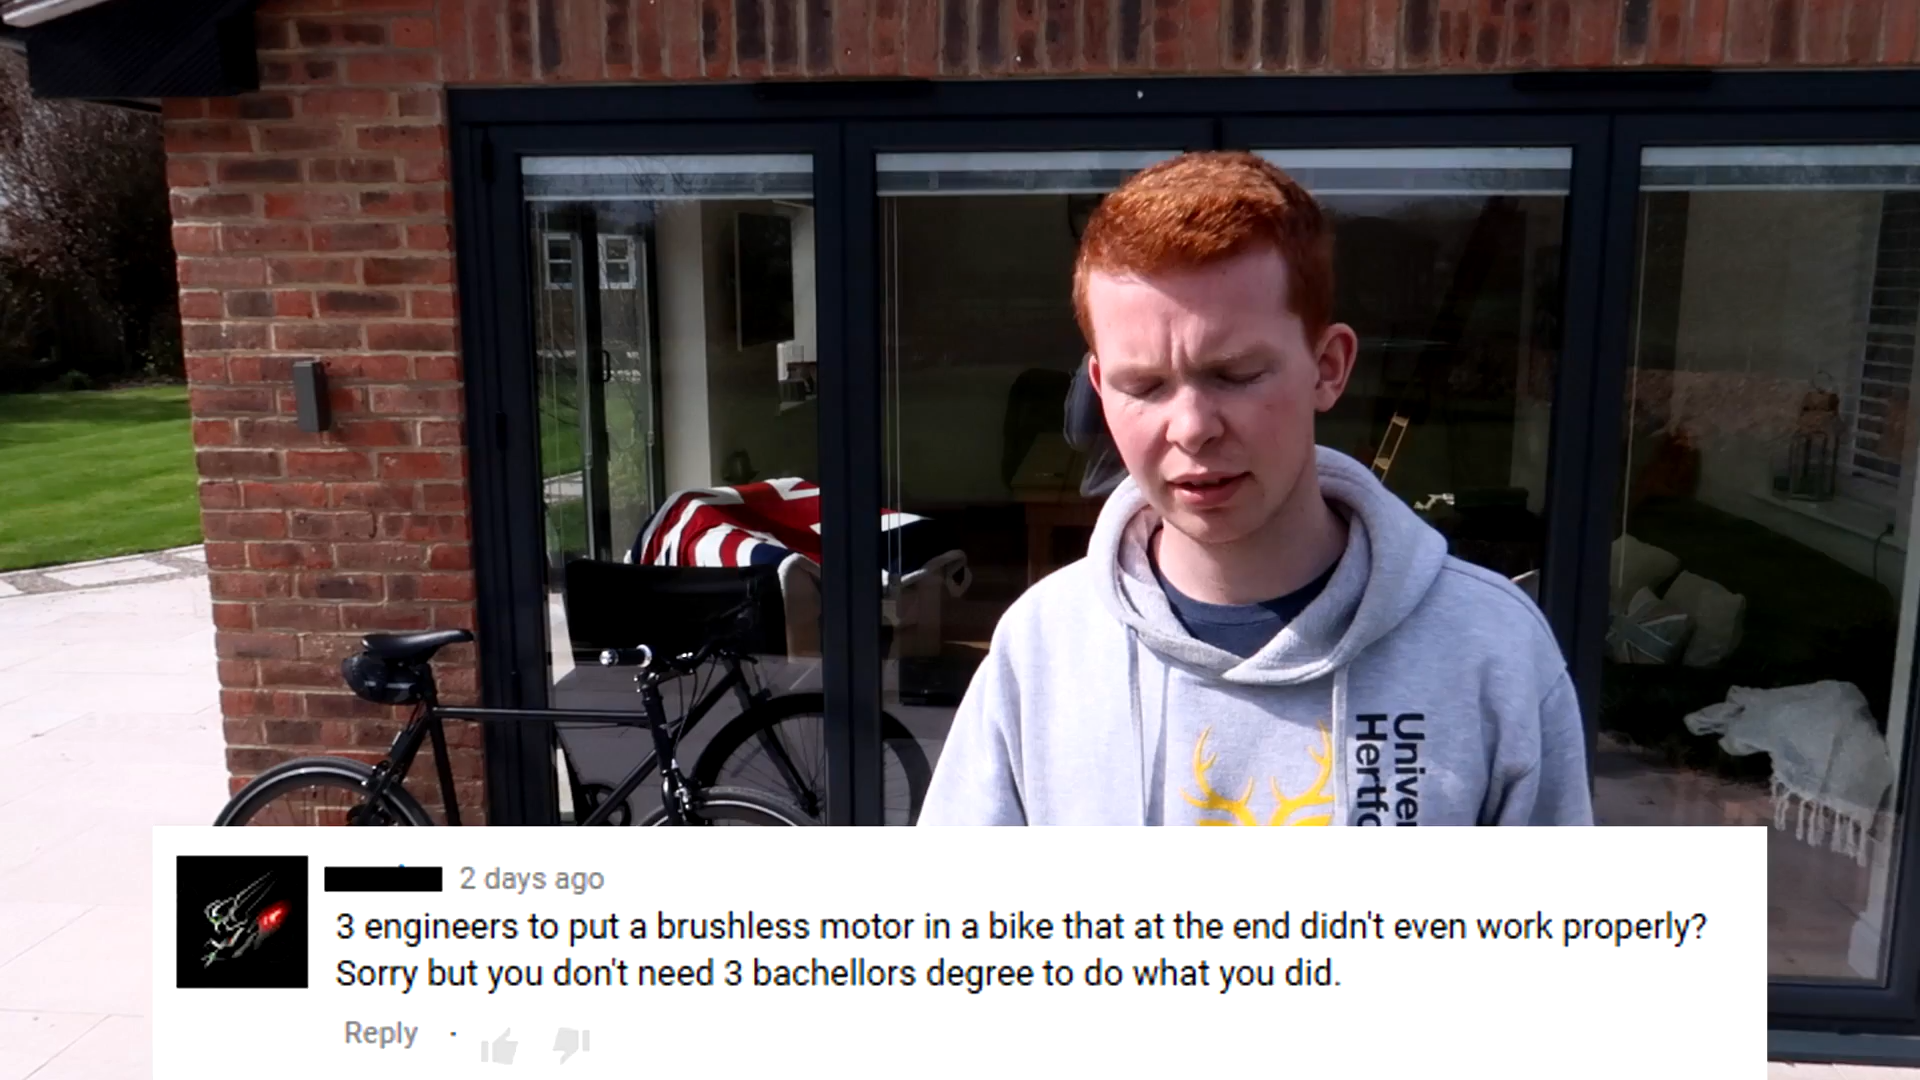 Univer
Hertfo
2 days ago
3 engineers to put a brushless motor in a bike that at the end didn't even work properly?
Sorry but you don't need 3 bachellors degree to do what you did.
Reply ·